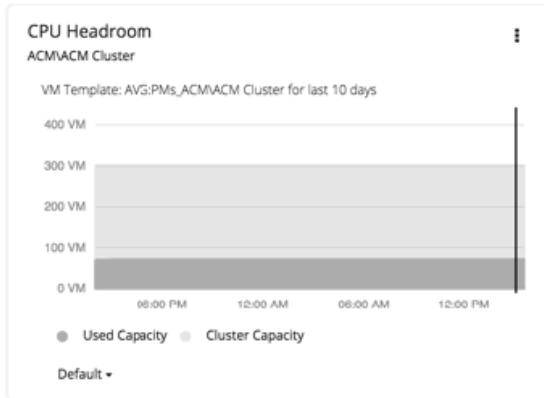 CPU Headroom
ACM\ACM Cluster
VM Template: AVG:PMs_ACM\ACM Cluster for last 10 days
400 VM
300 VM
200 VM
100 VM
0 VM
06:00 PM 12:00 AM 06:00 AM 12:00 PM
Used Capacity Cluster Capacity
Default